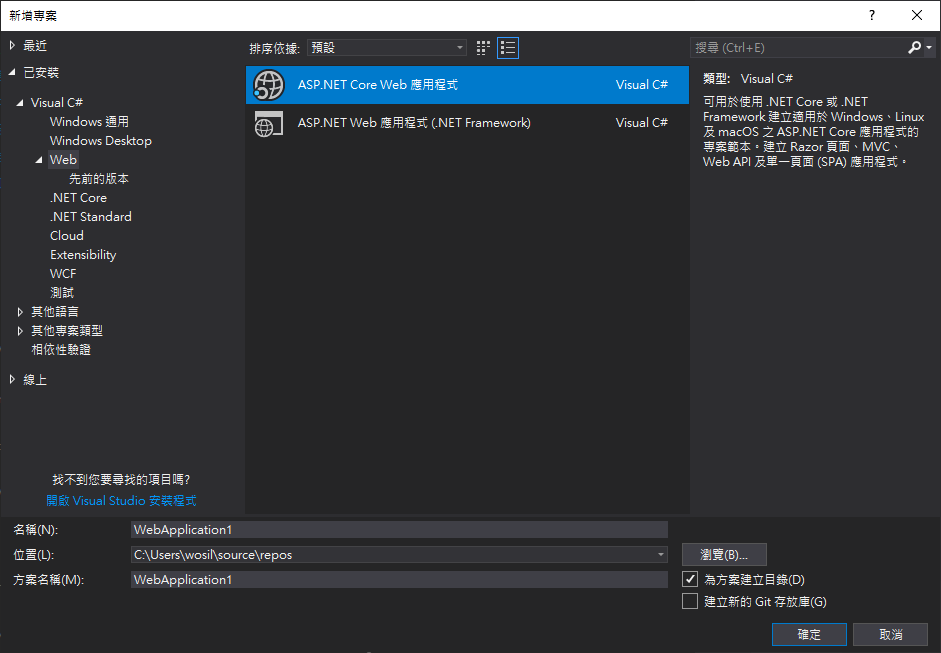 新增專案
?
最近
已安裝
Visual C#
Windows 通用
Windows Desktop
Web
先前的版本
.NET Core
.NET Standard
Cloud
Extensibility
WCF
測試
其他語言
其他專案類型
相依性驗證
線上
找不到您要尋找的項目嗎?
開啟 Visual Studio 安裝程式
排序依據: 預設
ASP.NET Core Web 應用程式 Visual C#
ASP.NET Web 應用程式 (.NET Framework) Visual C#
搜尋 (Ctrl+E)
類型: Visual C#
可用於使用 .NET Core 或 .NET
Framework 建立適用於 Windows、Linux
及 macOS 之 ASP.NET Core 應用程式的
專案範本。建立 Razor 頁面、MVC、
Web API 及單一頁面 (SPA) 應用程式。
名稱(N): WebApplication1
位置(L): C:\Users\wosil\source\repos 瀏覽(B)...
方案名稱(M): WebApplication1 為方案建立目錄(D)
建立新的 Git 存放庫(G)
確定 取消